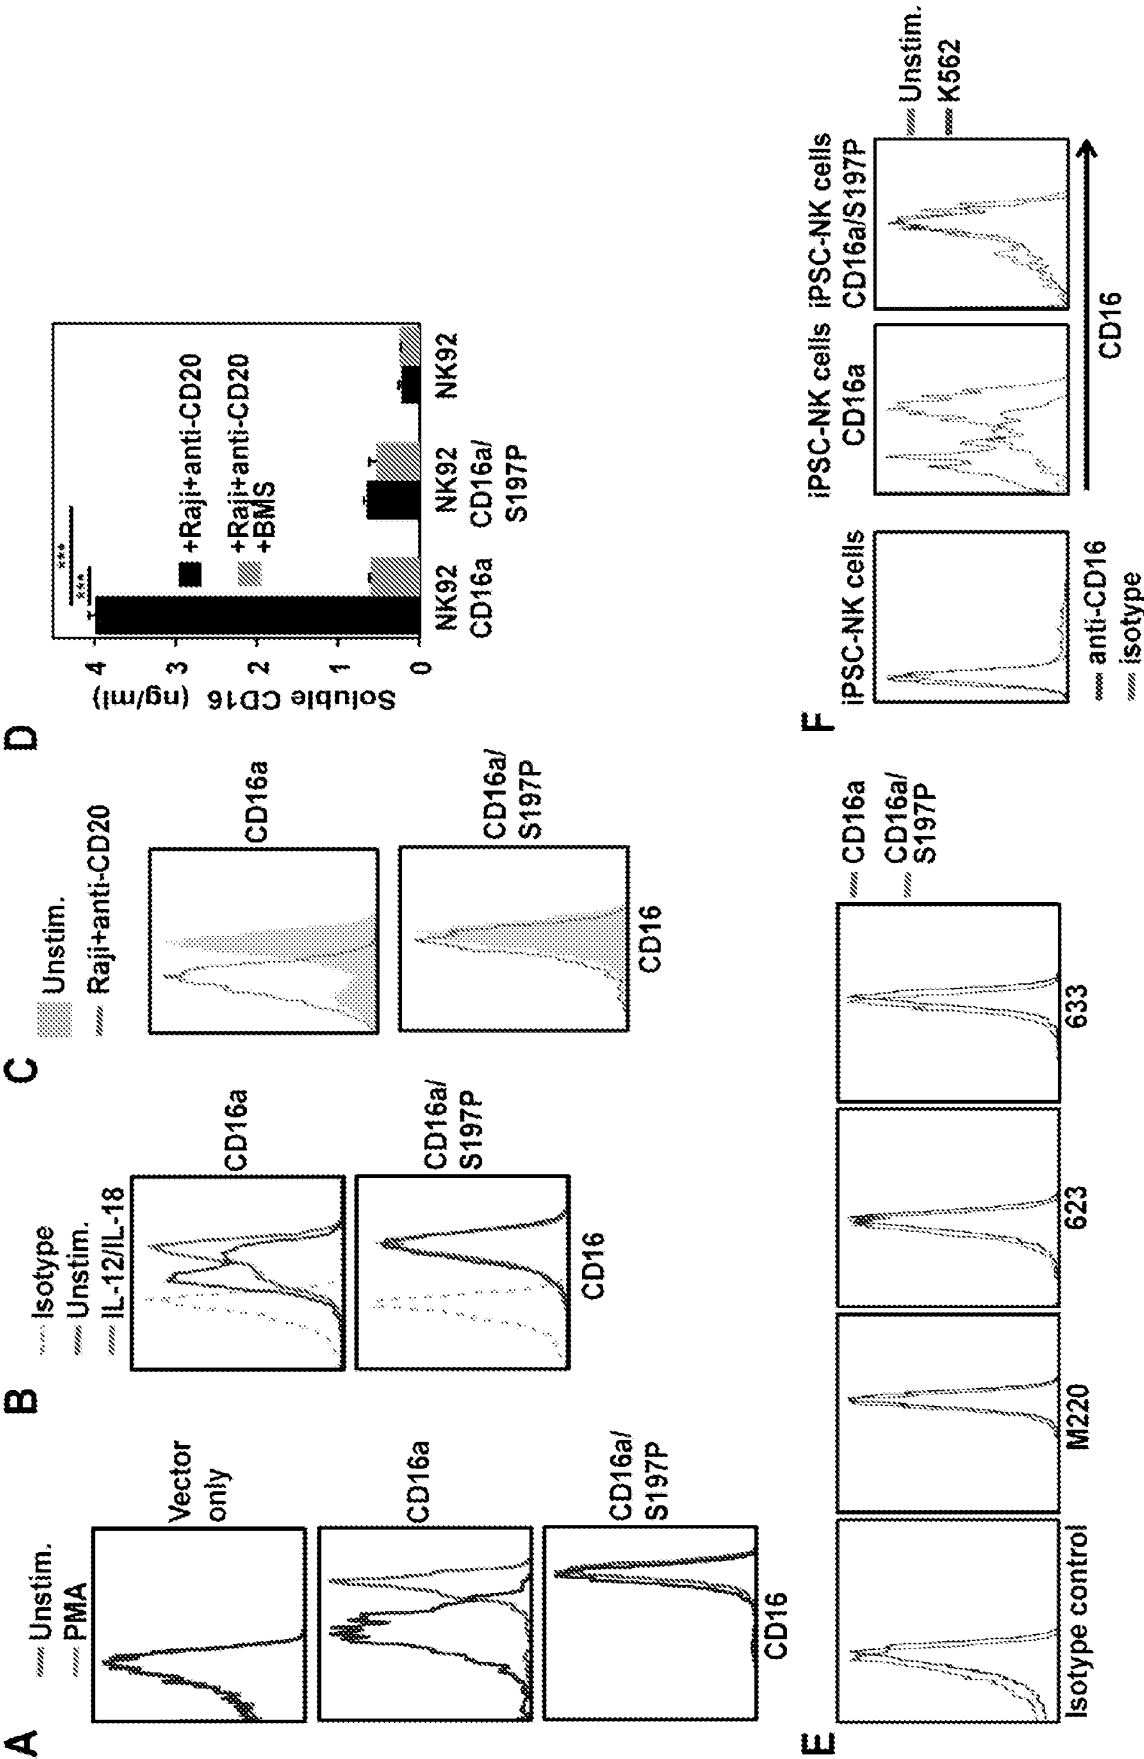 A
Unstim.
PMA
Vector
only
CD16a
CD16a/
S197P
CD16
B
Isotype
Unstim.
IL-12/IL-18
CD16a
CD16a/
S197P
CD16
C
Unstim.
Raji+anti-CD20
CD16a
CD16a/
S197P
CD16
D
Soluble CD16 (ng/ml)
4
3
2
1
0
***
***
+Raji+anti-CD20
+Raji+anti-CD20
+BMS
NK92
CD16a
NK92
CD16a/
S197P
NK92
E
Isotype control
M220
623
633
CD16a
CD16a/
S197P
F
iPSC-NK cells
anti-CD16
isotype
iPSC-NK cells
CD16a
iPSC-NK cells
CD16a/S197P
Unstim.
K562
CD16